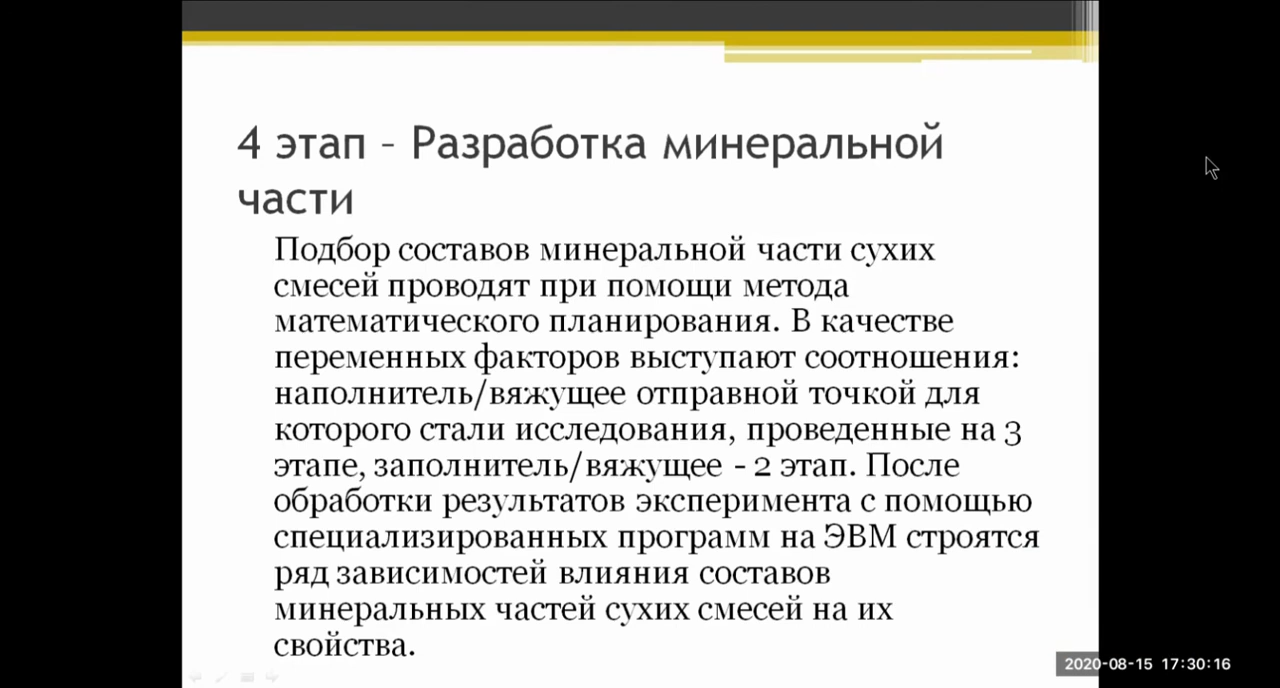 4 этап – Разработка минеральной
части
Подбор составов минеральной части сухих
смесей проводят при помощи метода
математического планирования. В качестве
переменных факторов выступают соотношения:
наполнитель/вяжущее отправной точкой для
которого стали исследования, проведенные на 3
этапе, заполнитель/вяжущее - 2 этап. После
обработки результатов эксперимента с помощью
специализированных программ на ЭВМ строятся
ряд зависимостей влияния составов
минеральных частей сухих смесей на их
свойства.
2020-08-15 17:30:16